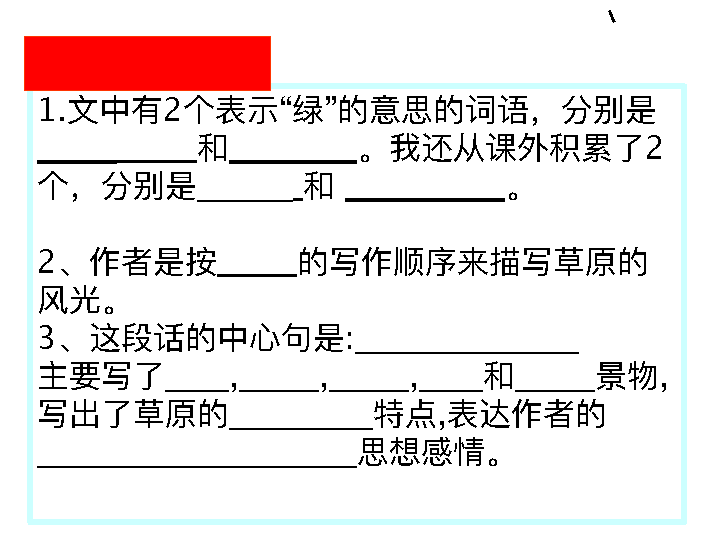 1.文中有2个表示“绿”的意思的词语，分别是
__________和________。我还从课外积累了2
个，分别是_______和 __________。
2、作者是按_____的写作顺序来描写草原的
风光。
3、这段话的中心句是:______________
主要写了____,_____,_____,____和_____景物,
写出了草原的_________特点,表达作者的
____________________思想感情。